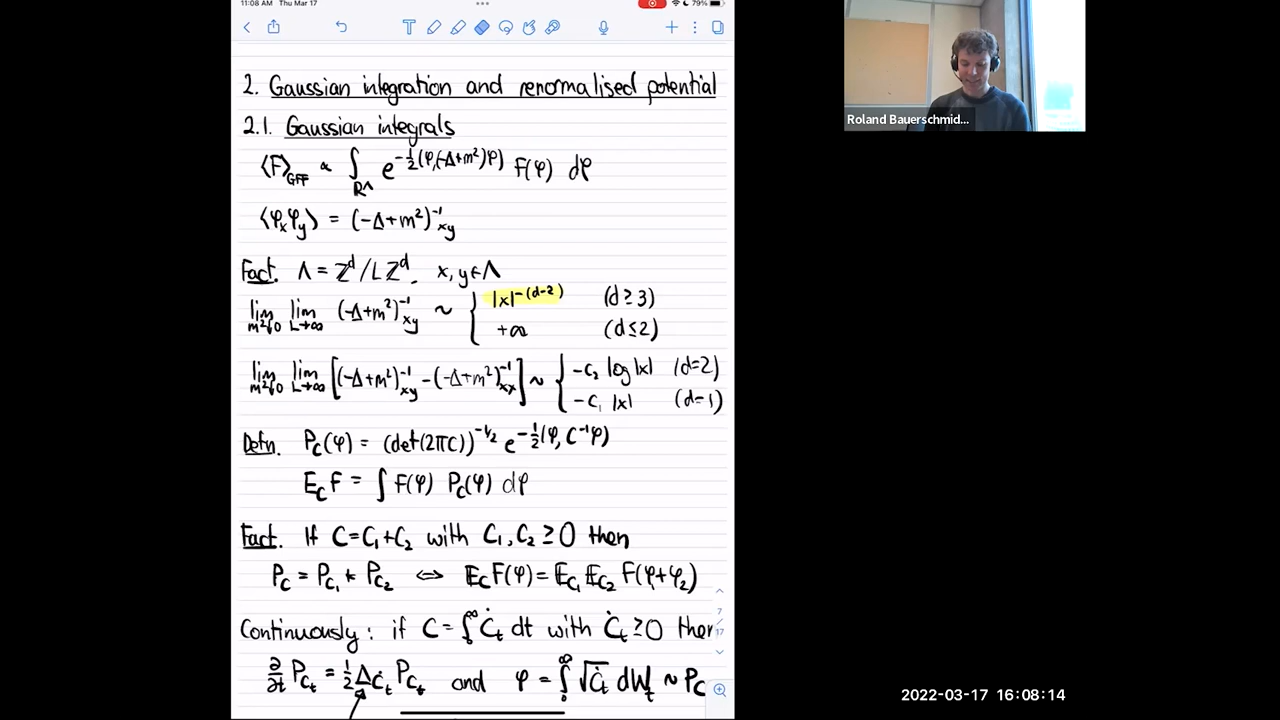 11:08 AM Thu Mar 17
79%
2. Gaussian integration and renormalised potential
2.1. Gaussian integrals
⟨F⟩_GFF ∝ ∫_{ℝ^Λ} e^{-½(φ,(-Δ+m²)φ)} F(φ) dφ
⟨φ_x φ_y⟩ = (-Δ+m²)^{-1}_{xy}
Fact. Λ = ℤ^d/Lℤ^d, x, y ∈ Λ
lim_{m²↓0} lim_{L→∞} (-Δ+m²)^{-1}_{xy} ~ { |x|^{-(d-2)} (d≥3)
+∞ (d≤2)
lim_{m²↓0} lim_{L→∞} [(-Δ+m²)^{-1}_{xy} - (-Δ+m²)^{-1}_{xx}] ~ { -c₂ log|x| (d=2)
-c₁ |x| (d=1)
Defn. P_C(φ) = (det(2πC))^{-½} e^{-½(φ, C^{-1}φ)}
E_C F = ∫ F(φ) P_C(φ) dφ
Fact. If C = C₁+C₂ with C₁, C₂ ≥ 0 then
P_C = P_{C₁} * P_{C₂} ⇔ E_C F(φ) = E_{C₁} E_{C₂} F(φ₁+φ₂)
Continuously: if C = ∫_0^∞ Ċ_t dt with Ċ_t ≥ 0 then
∂/∂t P_{C_t} = ½ Δ_{Ċ_t} P_{C_t} and φ = ∫_0^∞ √Ċ_t dW_t ~ P_C
7
17
Roland Bauerschmid...
2022-03-17 16:08:14